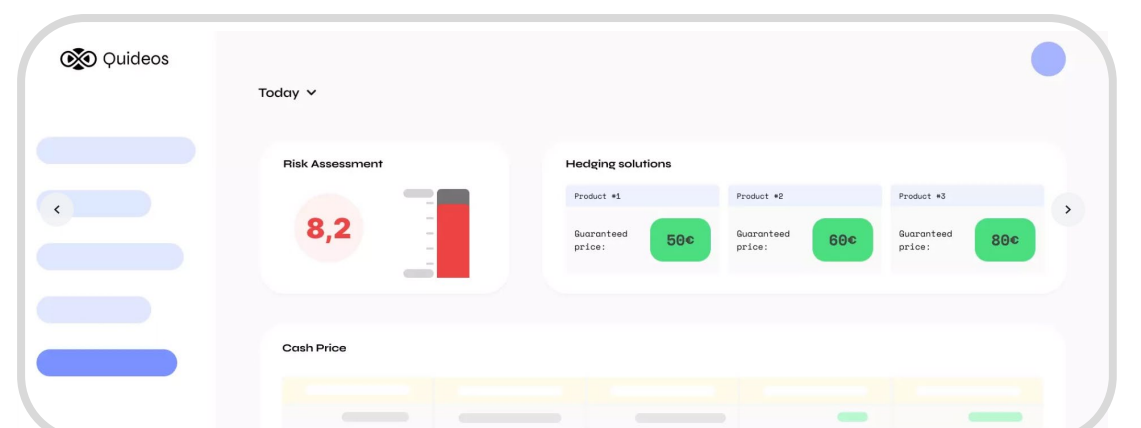 Quideos
Today
Risk Assessment
8,2
Hedging solutions
Product #1
Guaranteed
price:
50€
Product #2
Guaranteed
price:
60€
Product #3
Guaranteed
price:
80€
Cash Price